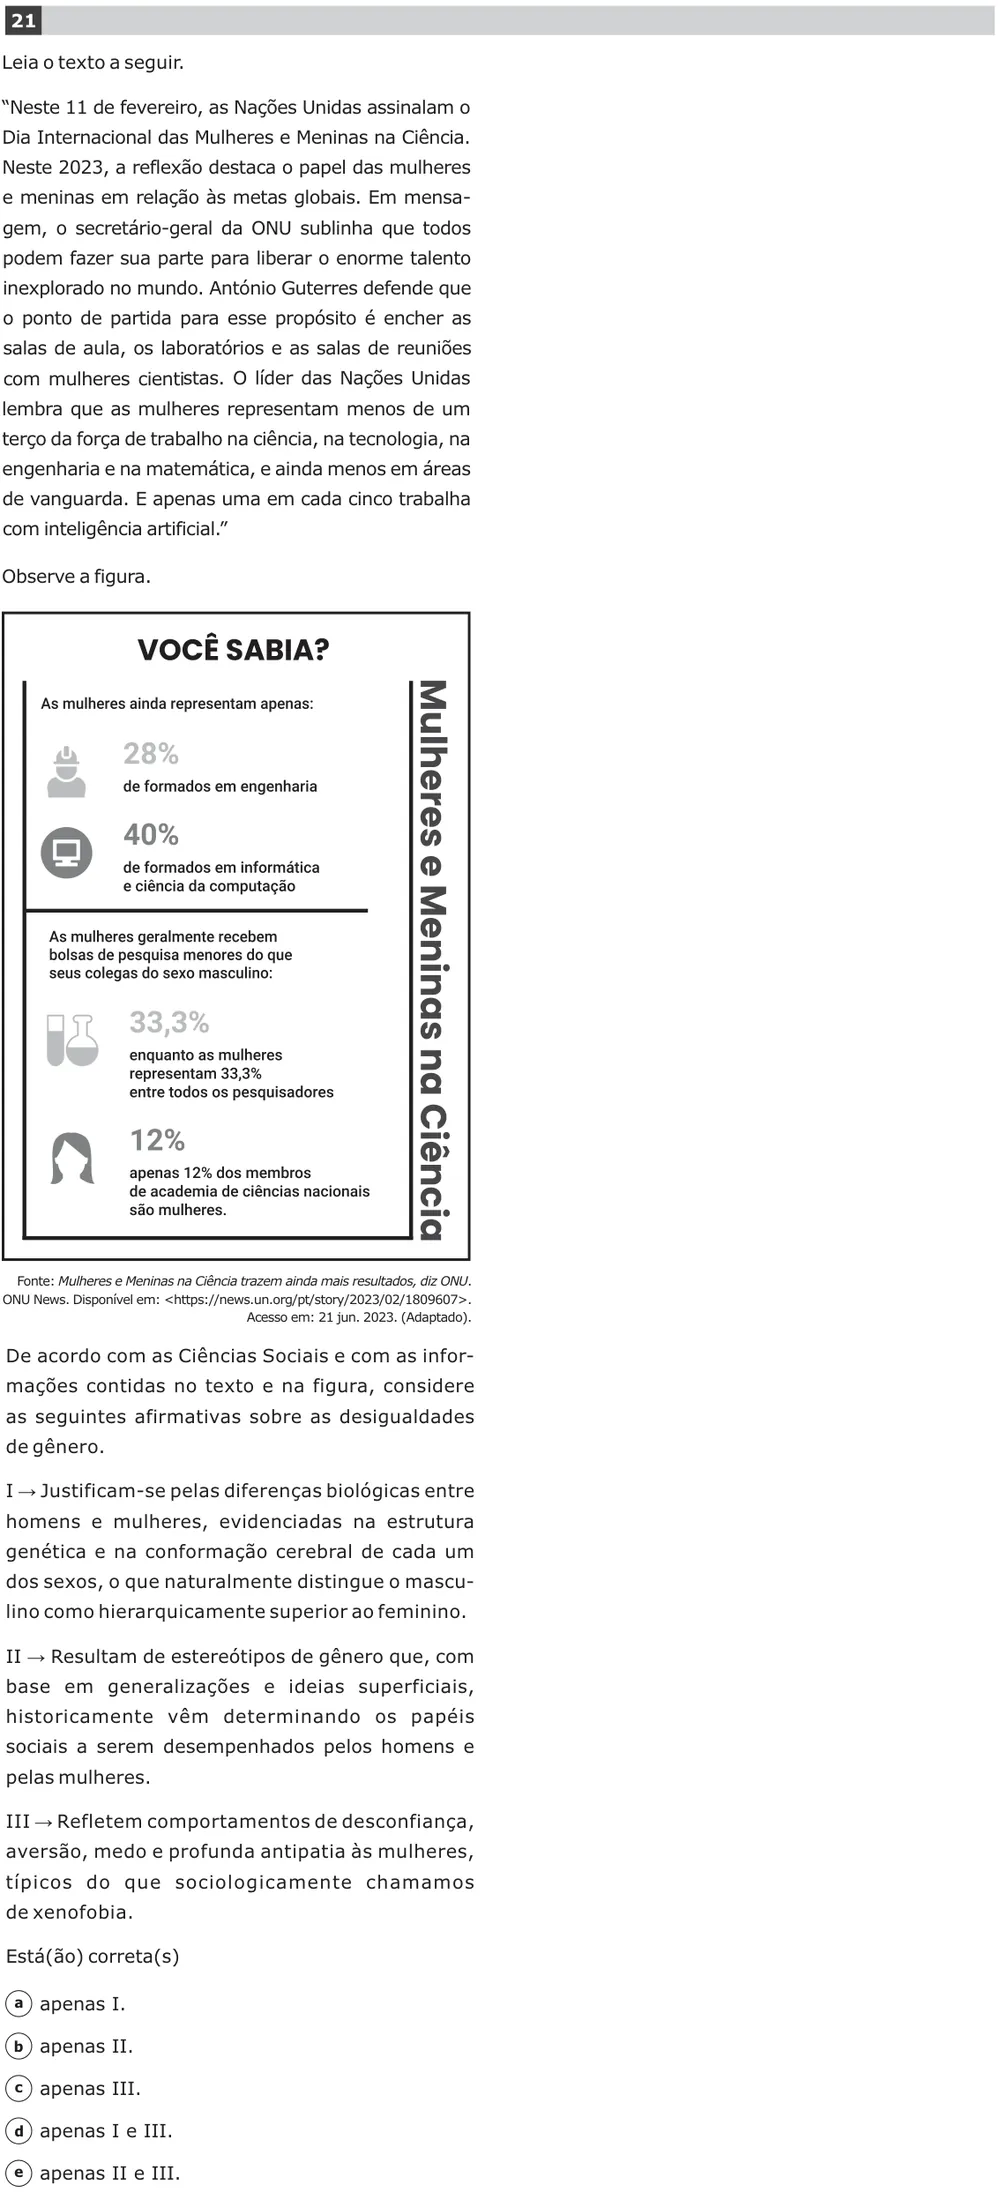 21
Leia o texto a seguir.
“Neste 11 de fevereiro, as Nações Unidas assinalam o
Dia Internacional das Mulheres e Meninas na Ciência.
Neste 2023, a reflexão destaca o papel das mulheres
e meninas em relação às metas globais. Em mensa-
gem, o secretário-geral da ONU sublinha que todos
podem fazer sua parte para liberar o enorme talento
inexplorado no mundo. António Guterres defende que
o ponto de partida para esse propósito é encher as
salas de aula, os laboratórios e as salas de reuniões
com mulheres cientistas. O líder das Nações Unidas
lembra que as mulheres representam menos de um
terço da força de trabalho na ciência, na tecnologia, na
engenharia e na matemática, e ainda menos em áreas
de vanguarda. E apenas uma em cada cinco trabalha
com inteligência artificial.”
Observe a figura.
VOCÊ SABIA?
As mulheres ainda representam apenas:
28%
de formados em engenharia
40%
de formados em informática
e ciência da computação
As mulheres geralmente recebem
bolsas de pesquisa menores do que
seus colegas do sexo masculino:
33,3%
enquanto as mulheres
representam 33,3%
entre todos os pesquisadores
12%
apenas 12% dos membros
de academia de ciências nacionais
são mulheres.
Mulheres e Meninas na Ciência
Fonte: Mulheres e Meninas na Ciência trazem ainda mais resultados, diz ONU.
ONU News. Disponível em: <https://news.un.org/pt/story/2023/02/1809607>.
Acesso em: 21 jun. 2023. (Adaptado).
De acordo com as Ciências Sociais e com as infor-
mações contidas no texto e na figura, considere
as seguintes afirmativas sobre as desigualdades
de gênero.
I → Justificam-se pelas diferenças biológicas entre
homens e mulheres, evidenciadas na estrutura
genética e na conformação cerebral de cada um
dos sexos, o que naturalmente distingue o mascu-
lino como hierarquicamente superior ao feminino.
II → Resultam de estereótipos de gênero que, com
base em generalizações e ideias superficiais,
historicamente vêm determinando os papéis
sociais a serem desempenhados pelos homens e
pelas mulheres.
III → Refletem comportamentos de desconfiança,
aversão, medo e profunda antipatia às mulheres,
típicos do que sociologicamente chamamos
de xenofobia.
Está(ão) correta(s)
a apenas I.
b apenas II.
c apenas III.
d apenas I e III.
e apenas II e III.